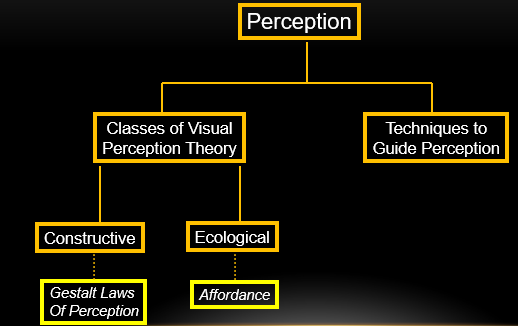 Perception
Classes of Visual
Perception Theory
Techniques to
Guide Perception
Constructive
Ecological
Gestalt Laws
Of Perception
Affordance